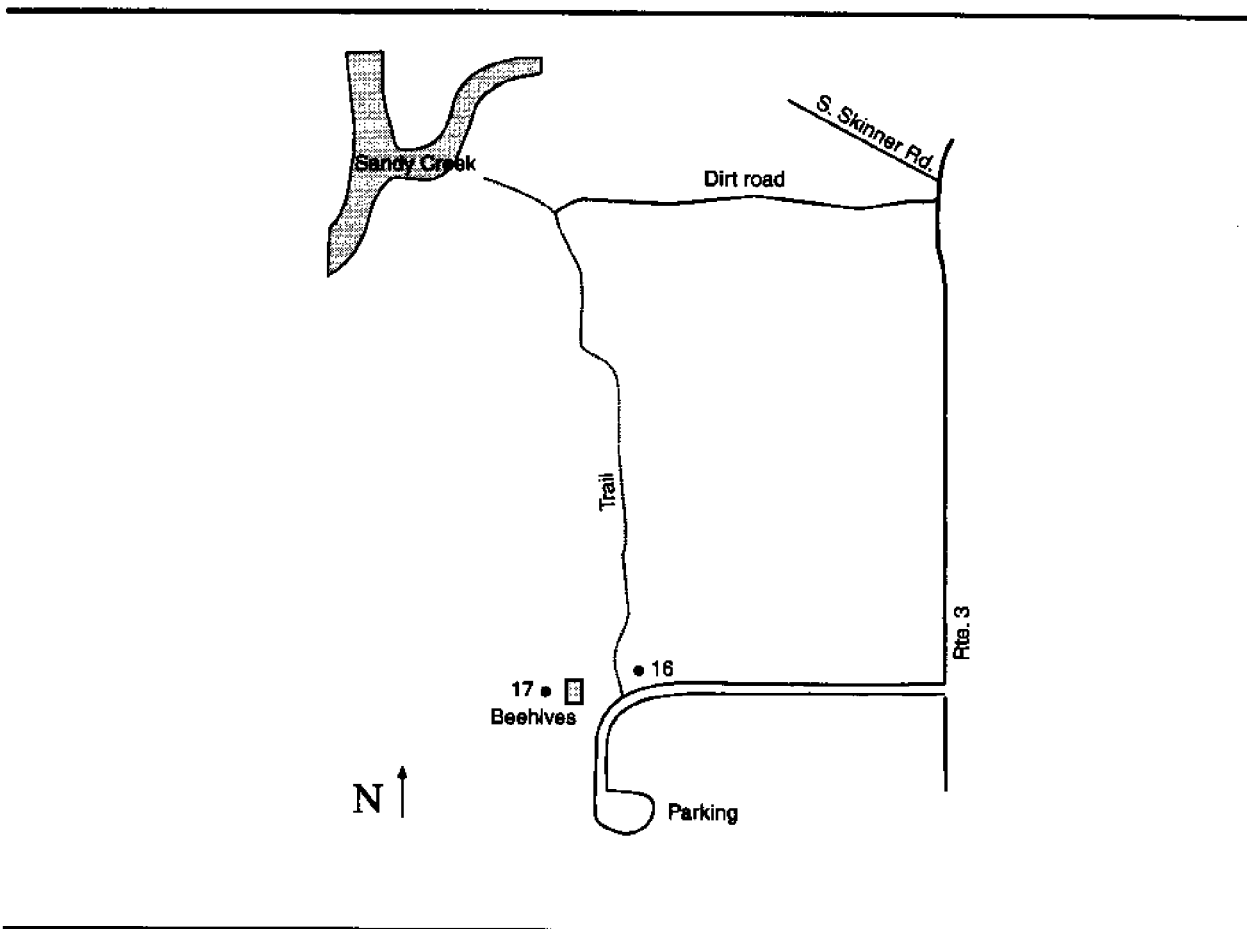 S. Skinner Rd.
Sandy Creek
Dirt road
Trail
Rte. 3
16
17
Beehives
N
Parking